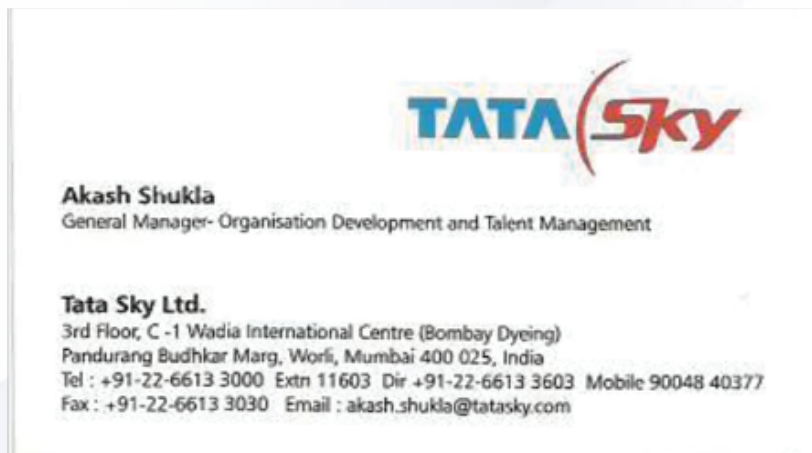 TATA Sky
Akash Shukla
General Manager- Organisation Development and Talent Management
Tata Sky Ltd.
3rd Floor, C -1 Wadia International Centre (Bombay Dyeing)
Pandurang Budhkar Marg, Worli, Mumbai 400 025, India
Tel : +91-22-6613 3000 Extn 11603 Dir +91-22-6613 3603 Mobile 90048 40377
Fax : +91-22-6613 3030 Email : akash.shukla@tatasky.com